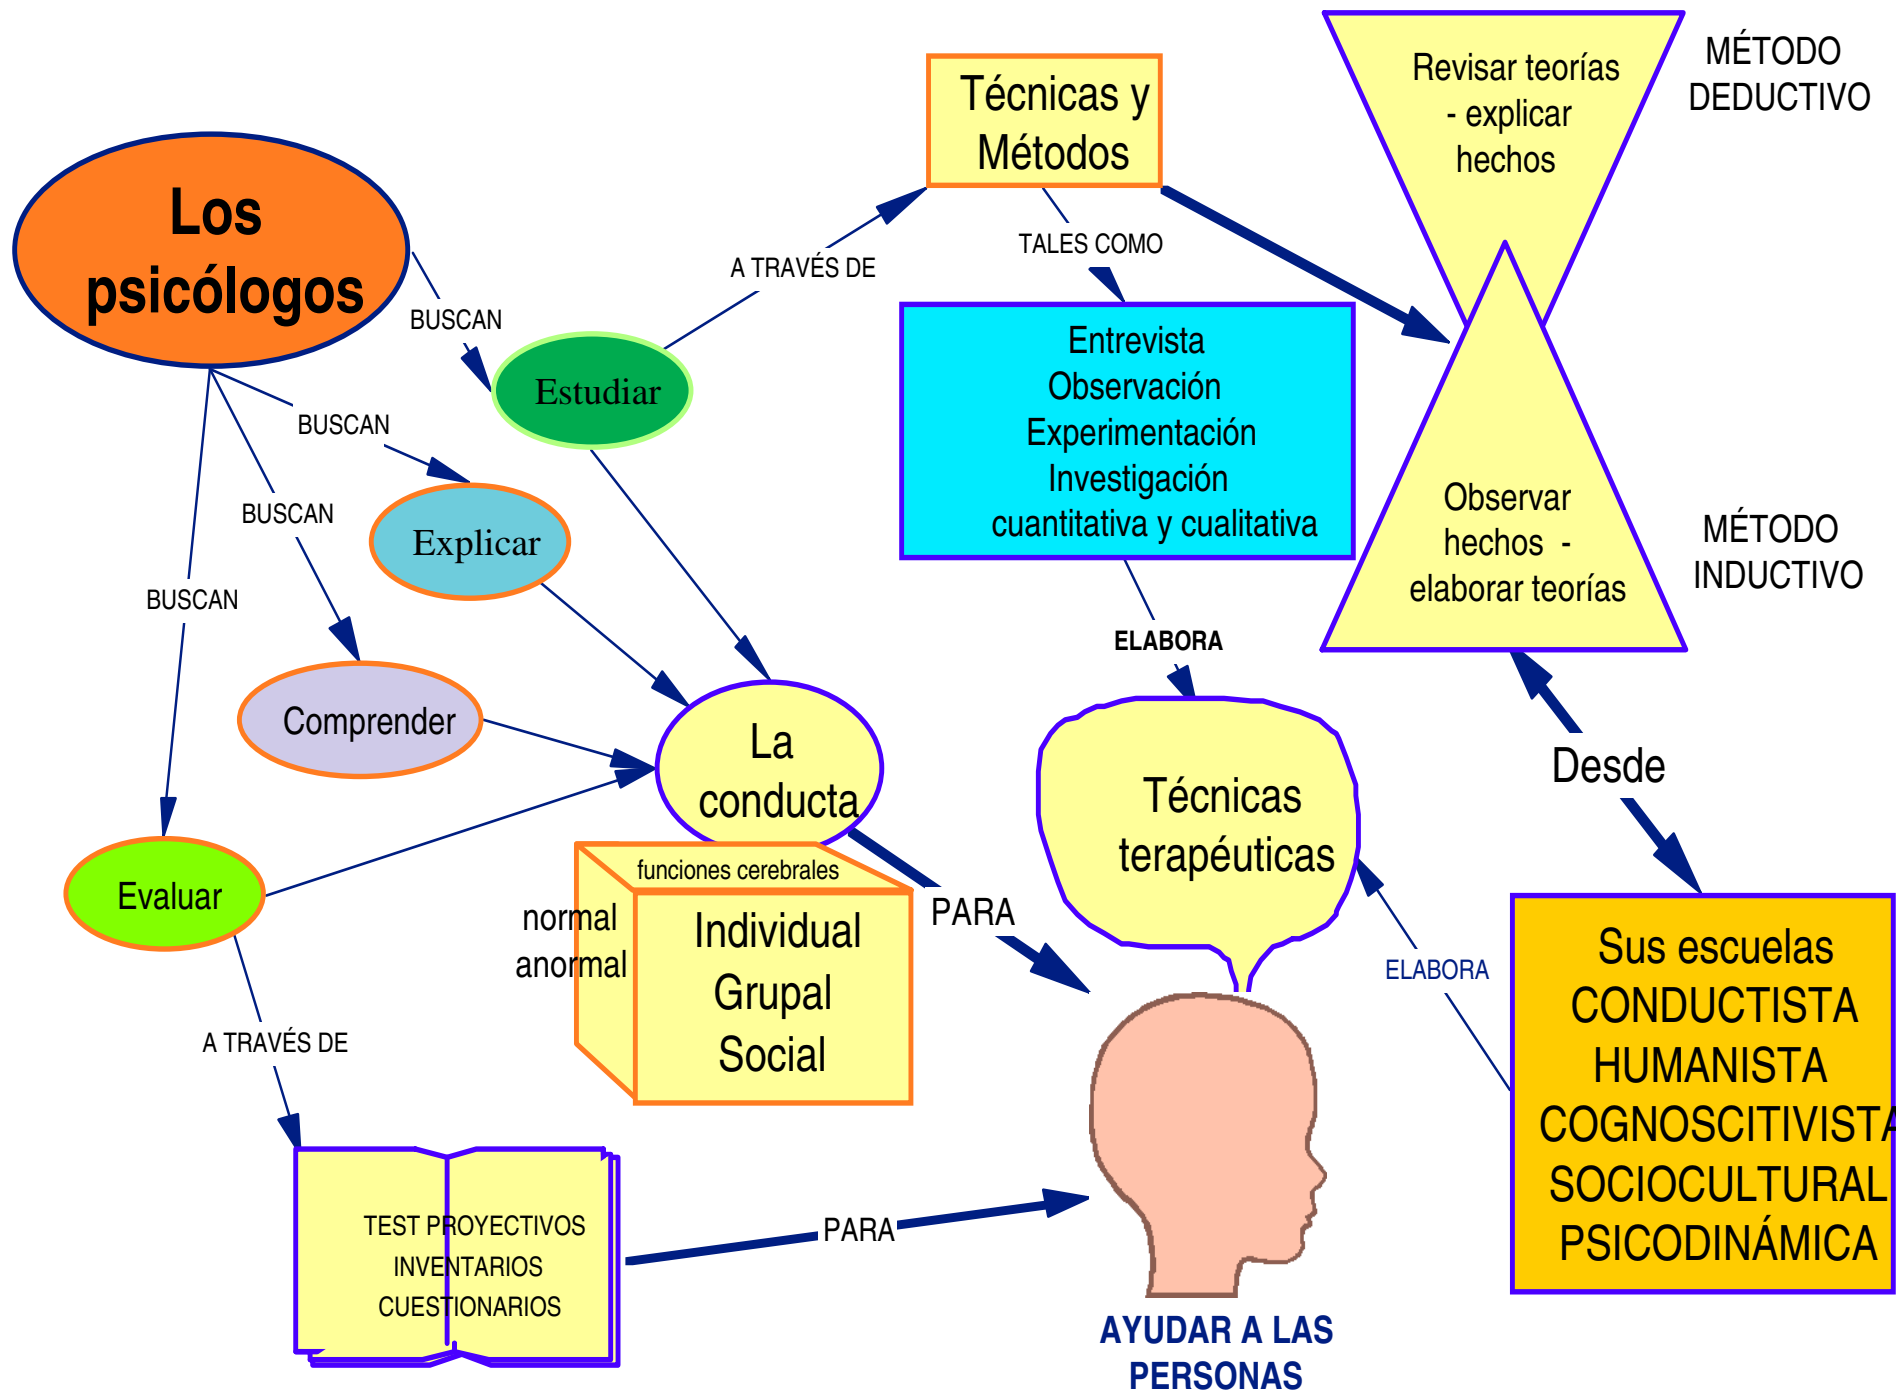 Los
psicólogos
BUSCAN
BUSCAN
BUSCAN
BUSCAN
Estudiar
Explicar
Comprender
Evaluar
A TRAVÉS DE
Técnicas y
Métodos
TALES COMO
Entrevista
Observación
Experimentación
Investigación
cuantitativa y cualitativa
ELABORA
Revisar teorías
- explicar
hechos
MÉTODO
DEDUCTIVO
Observar
hechos -
elaborar teorías
MÉTODO
INDUCTIVO
Desde
Sus escuelas
CONDUCTISTA
HUMANISTA
COGNOSCITIVISTA
SOCIOCULTURAL
PSICODINÁMICA
ELABORA
Técnicas
terapéuticas
La
conducta
funciones cerebrales
normal
anormal
Individual
Grupal
Social
PARA
A TRAVÉS DE
TEST PROYECTIVOS
INVENTARIOS
CUESTIONARIOS
PARA
AYUDAR A LAS
PERSONAS